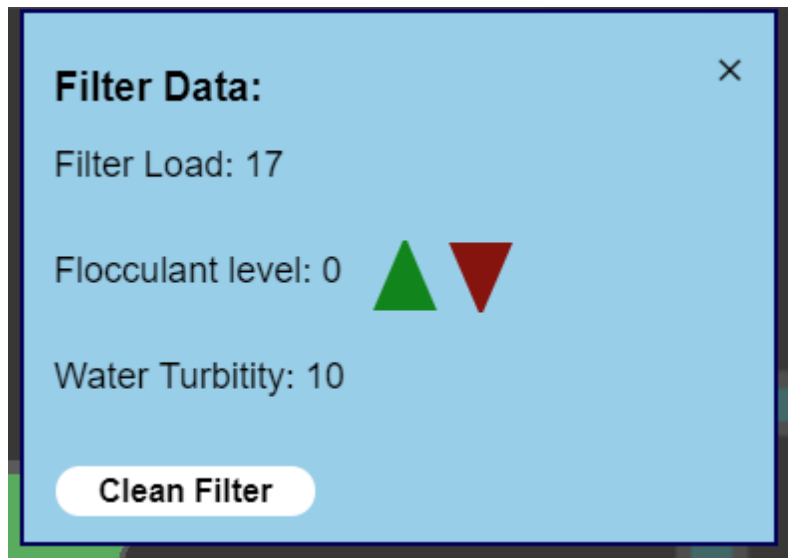 Filter Data:
×
Filter Load: 17
Flocculant level: 0
Water Turbitity: 10
Clean Filter